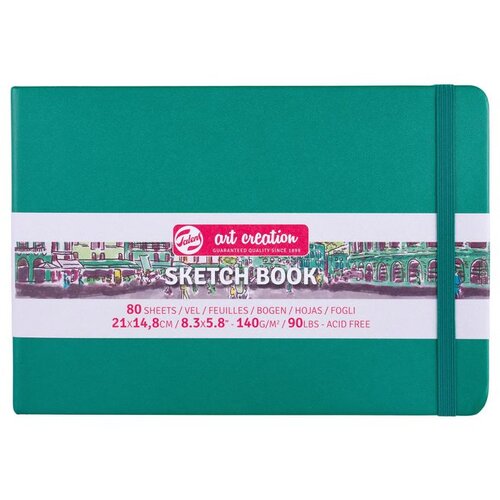 Talens art creation
GUARANTEED QUALITY SINCE 1899
SKETCH BOOK
80 SHEETS / VEL / FEUILLES / BOGEN / HOJAS / FOGLI
21X14,8CM / 8.3X5.8" - 140G/M² / 90LBS - ACID FREE